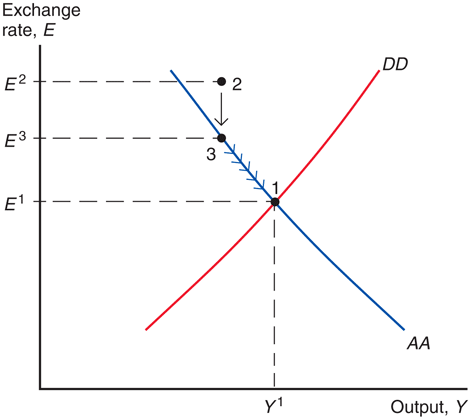 Exchange
rate, E
DD
E²
2
E³
3
1
E¹
AA
Y¹
Output, Y